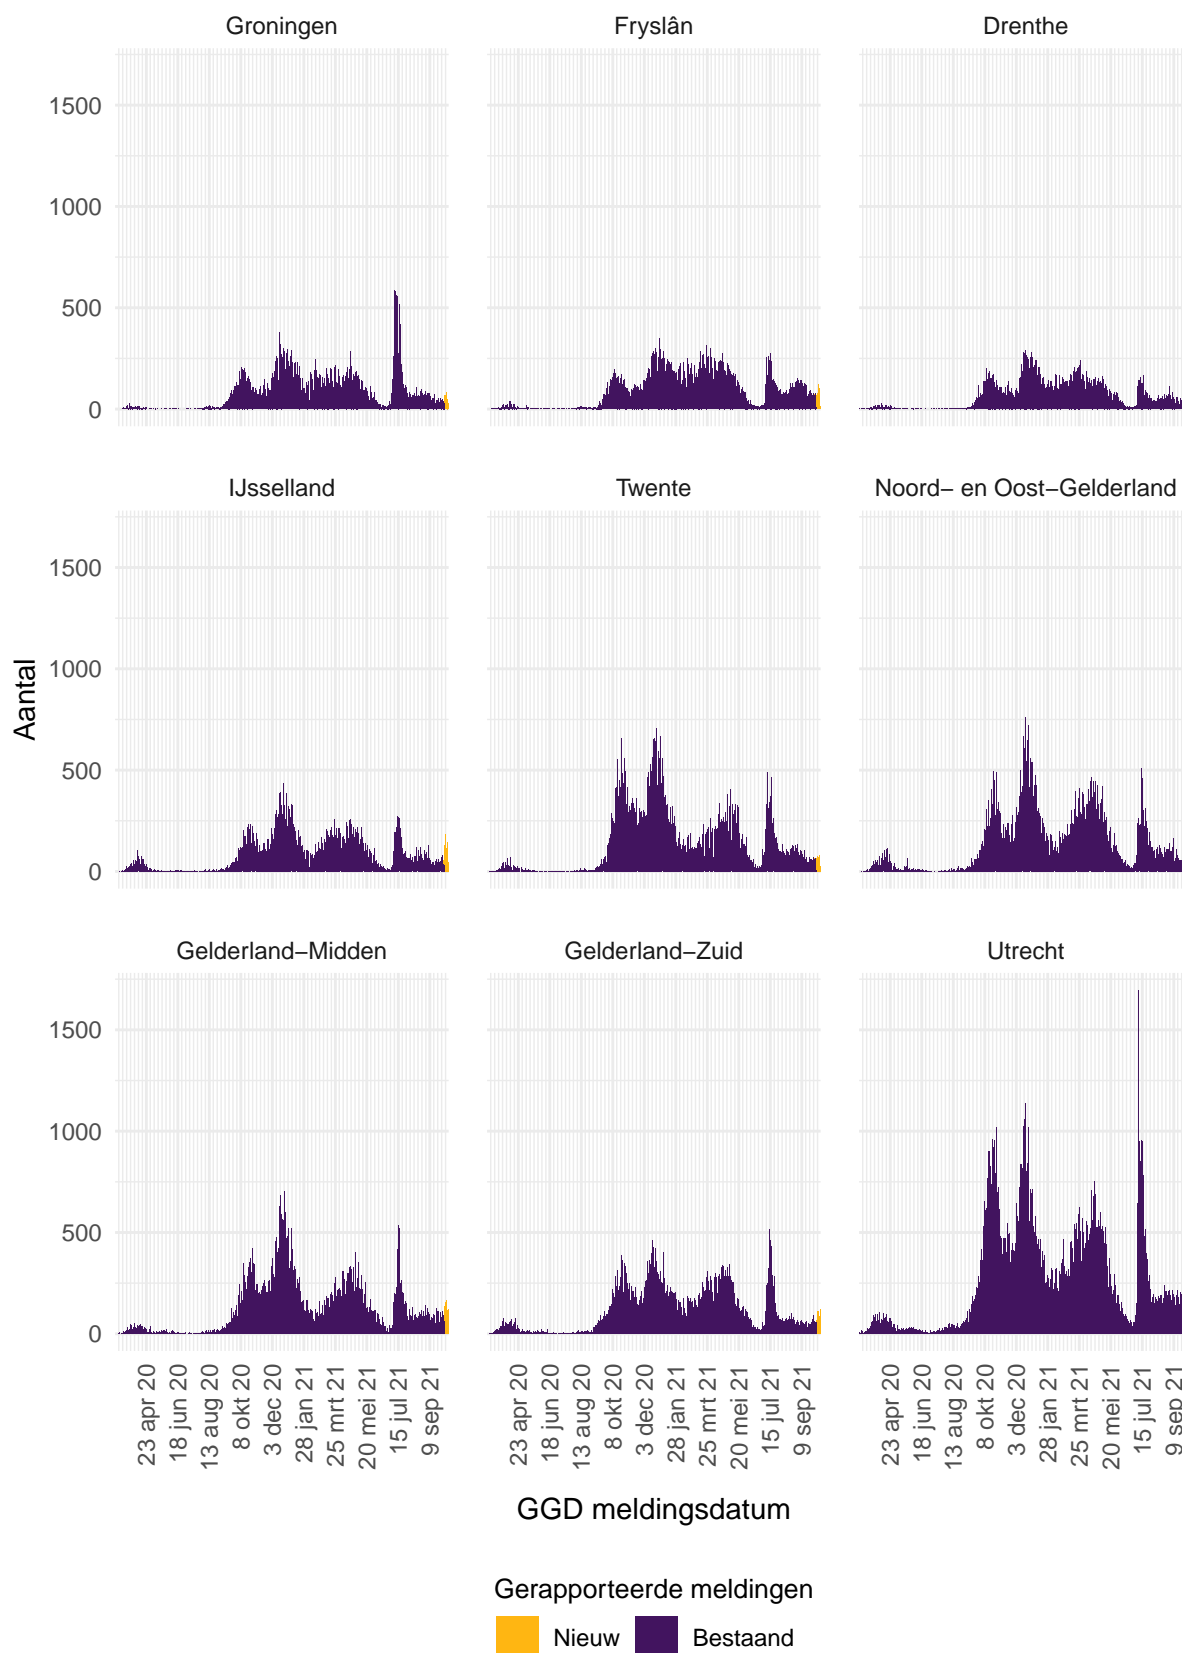 Groningen
Fryslân
Drenthe
1500
1000
500
0
IJsselland
Twente
Noord− en Oost−Gelderland
1500
1000
500
0
Aantal
Gelderland−Midden
Gelderland−Zuid
Utrecht
1500
1000
500
0
23 apr 20
18 jun 20
13 aug 20
8 okt 20
3 dec 20
28 jan 21
25 mrt 21
20 mei 21
15 jul 21
9 sep 21
23 apr 20
18 jun 20
13 aug 20
8 okt 20
3 dec 20
28 jan 21
25 mrt 21
20 mei 21
15 jul 21
9 sep 21
23 apr 20
18 jun 20
13 aug 20
8 okt 20
3 dec 20
28 jan 21
25 mrt 21
20 mei 21
15 jul 21
9 sep 21
GGD meldingsdatum
Gerapporteerde meldingen
Nieuw
Bestaand